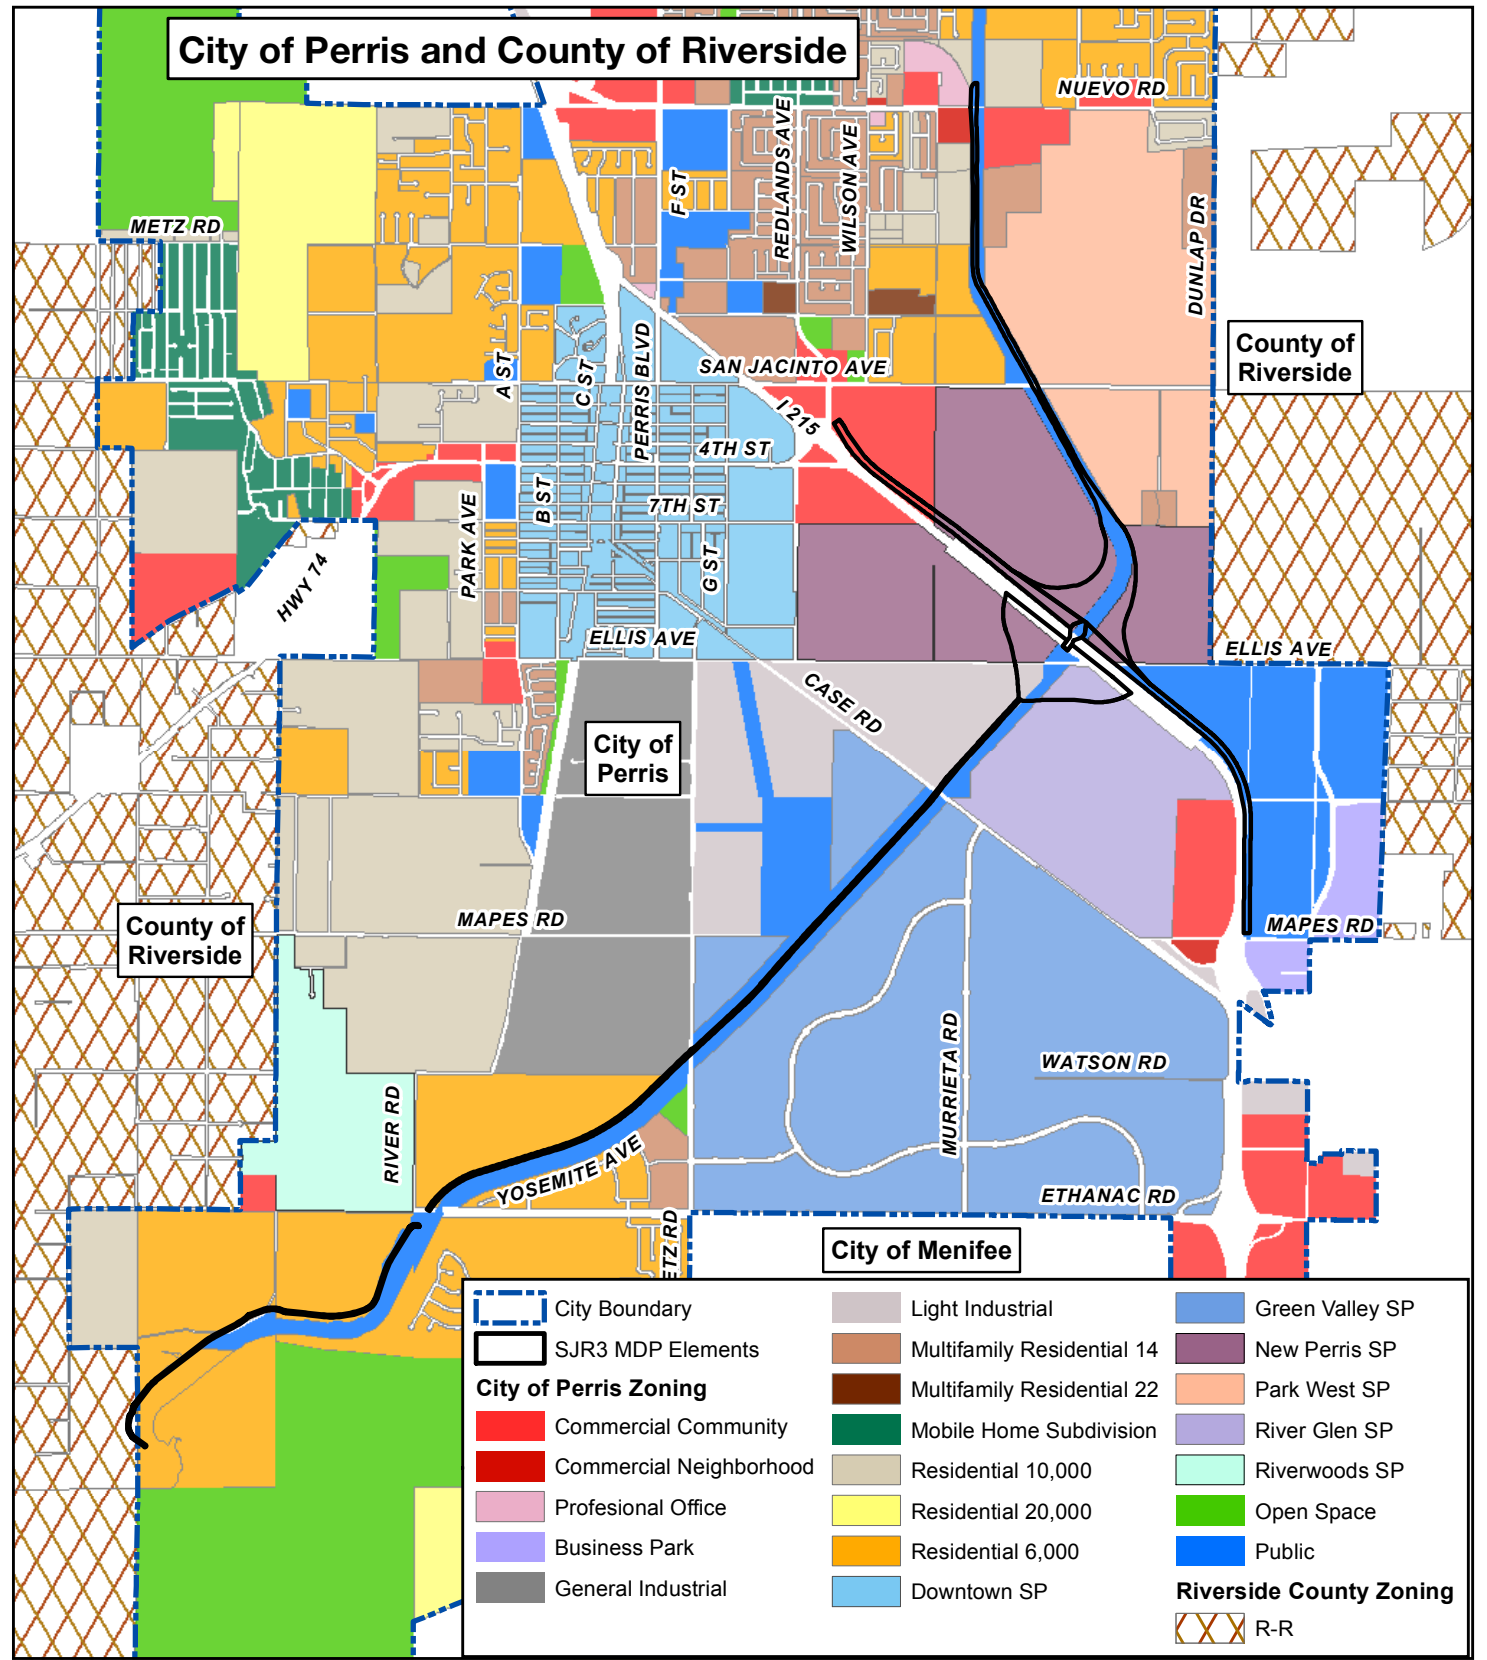 City of Perris and County of Riverside
NUEVO RD
REDLANDS AVE
WILSON AVE
F ST
METZ RD
DUNLAP DR
County of
Riverside
A ST
C ST
PERRIS BLVD
SAN JACINTO AVE
I 215
4TH ST
B ST
7TH ST
PARK AVE
G ST
HWY 74
ELLIS AVE
ELLIS AVE
CASE RD
City of
Perris
County of
Riverside
MAPES RD
MAPES RD
MURRIETA RD
WATSON RD
RIVER RD
YOSEMITE AVE
ETHANAC RD
ETZ RD
City of Menifee
City Boundary
SJR3 MDP Elements
City of Perris Zoning
Commercial Community
Commercial Neighborhood
Profesional Office
Business Park
General Industrial
Light Industrial
Multifamily Residential 14
Multifamily Residential 22
Mobile Home Subdivision
Residential 10,000
Residential 20,000
Residential 6,000
Downtown SP
Green Valley SP
New Perris SP
Park West SP
River Glen SP
Riverwoods SP
Open Space
Public
Riverside County Zoning
R-R